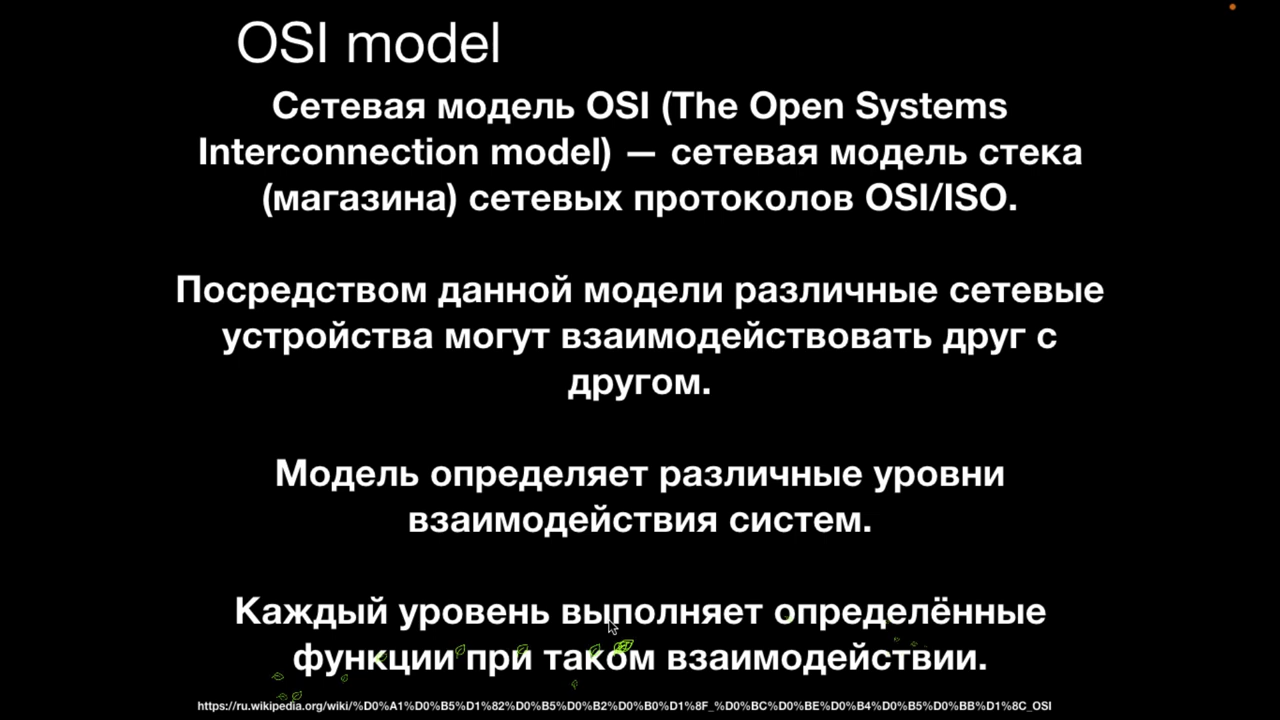 OSI model
Сетевая модель OSI (The Open Systems
Interconnection model) — сетевая модель стека
(магазина) сетевых протоколов OSI/ISO.
Посредством данной модели различные сетевые
устройства могут взаимодействовать друг с
другом.
Модель определяет различные уровни
взаимодействия систем.
Каждый уровень выполняет определённые
функции при таком взаимодействии.
https://ru.wikipedia.org/wiki/%D0%A1%D0%B5%D1%82%D0%B5%D0%B2%D0%B0%D1%8F_%D0%BC%D0%BE%D0%B4%D0%B5%D0%BB%D1%8C_OSI